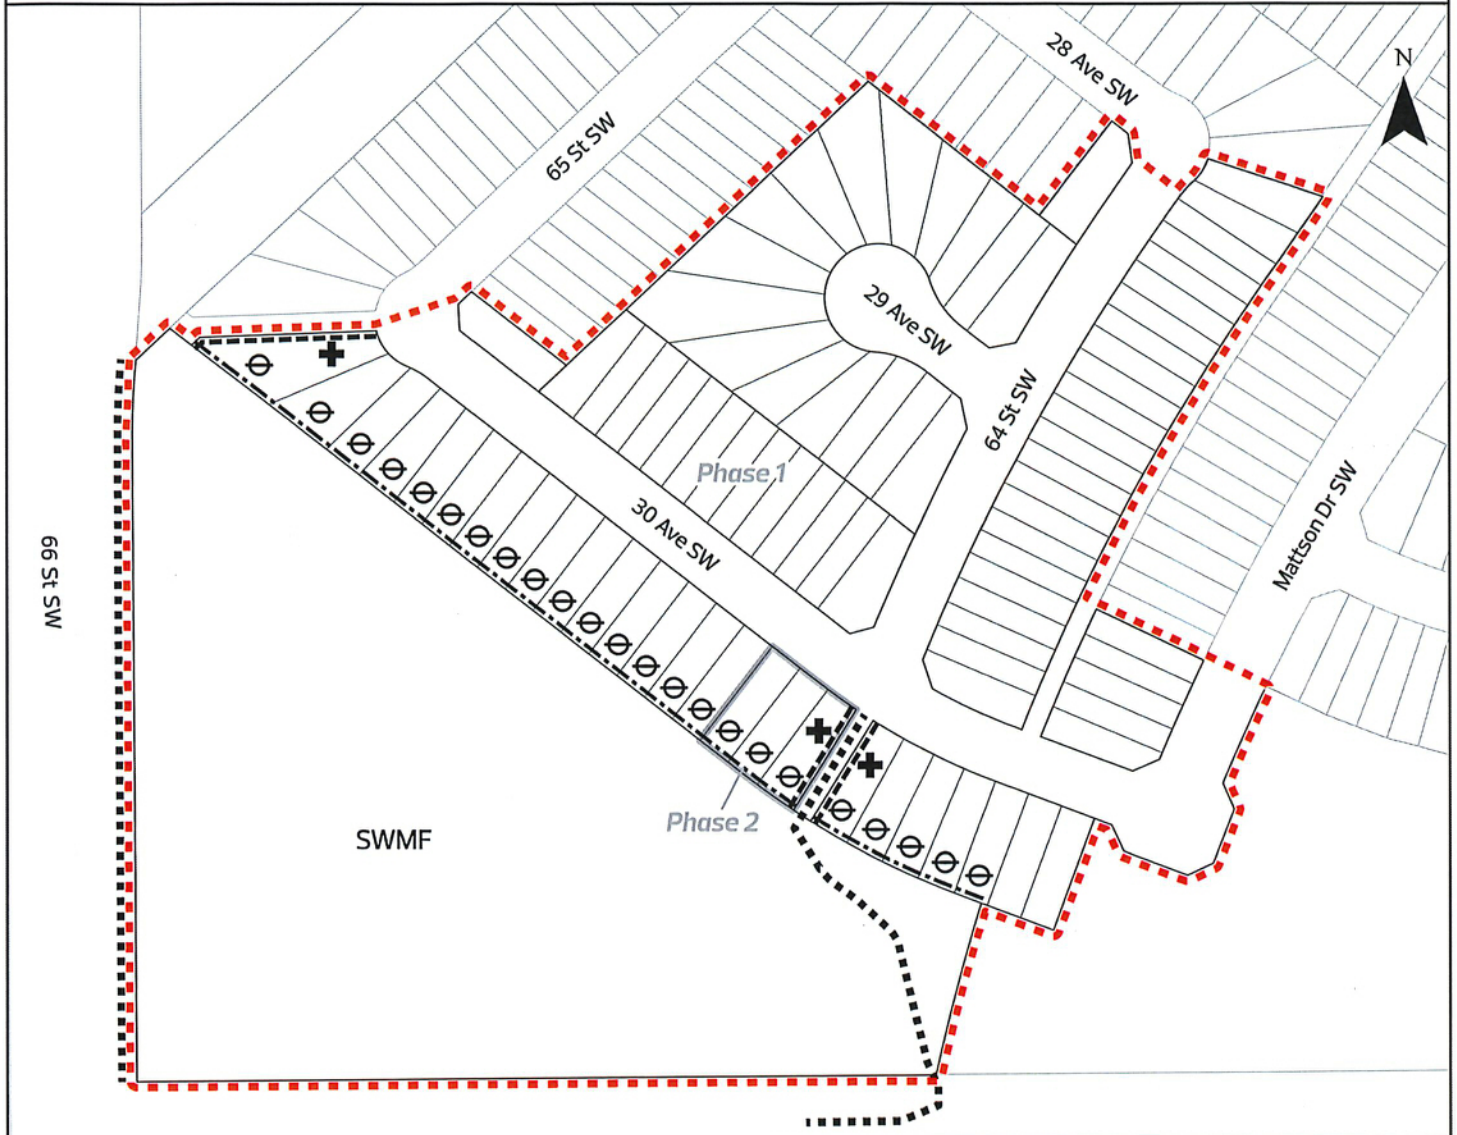 28 Ave SW
N
65 St SW
29 Ave SW
64 St SW
Phase 1
30 Ave SW
Mattson Dr SW
66 St SW
Phase 2
SWMF